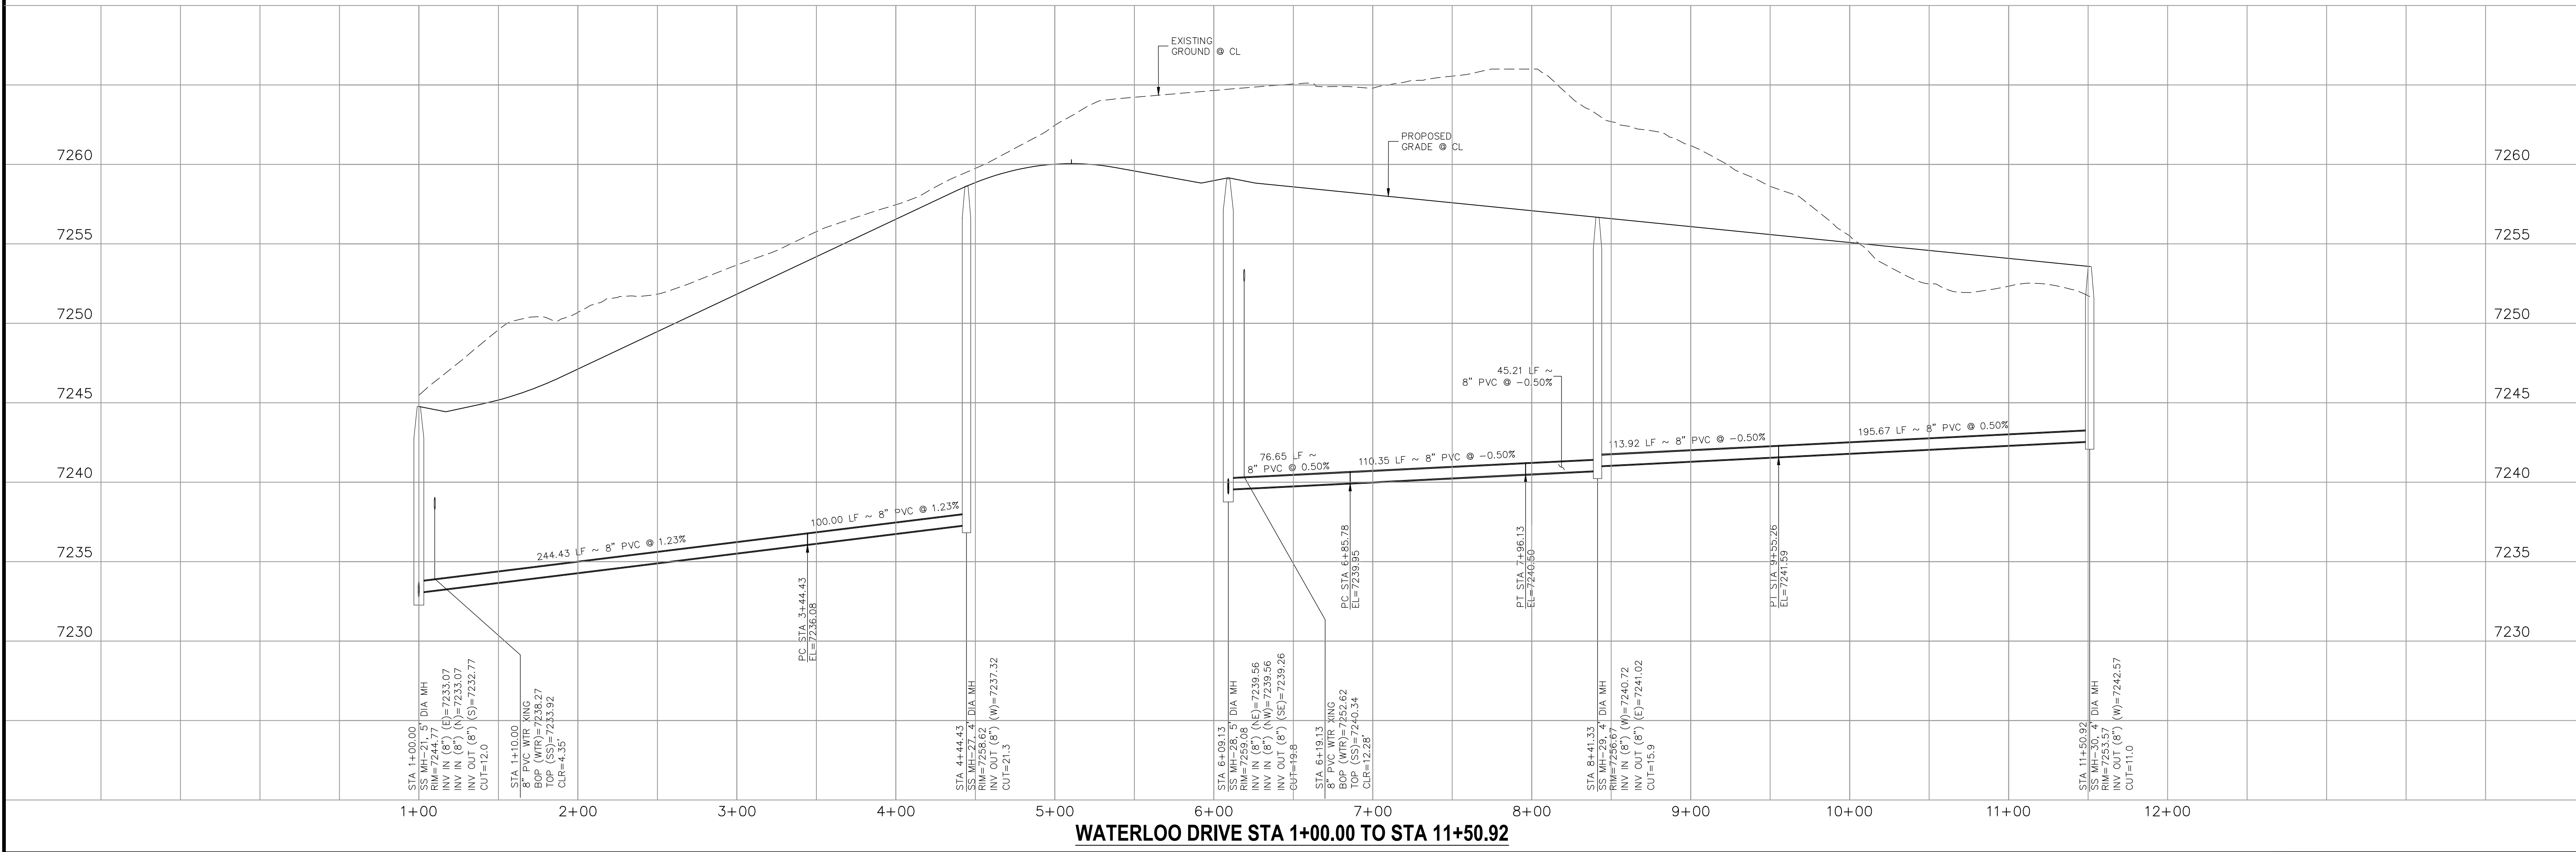 EXISTING
GROUND @ CL
PROPOSED
GRADE @ CL
7260
7260
7255
7255
7250
7250
7245
7245
7240
7240
7235
7235
7230
7230
244.43 LF ~ 8" PVC @ 1.23%
100.00 LF ~ 8" PVC @ 1.23%
76.65 LF ~
8" PVC @ 0.50%
110.35 LF ~ 8" PVC @ -0.50%
45.21 LF ~
8" PVC @ -0.50%
113.92 LF ~ 8" PVC @ -0.50%
195.67 LF ~ 8" PVC @ 0.50%
PC STA 3+44.43
EL=7236.08
PC STA 6+85.78
EL=7239.95
PT STA 7+96.13
EL=7240.50
PT STA 9+55.26
EL=7241.59
STA 1+00.00
SS MH-21, 5' DIA MH
RIM=7244.77
INV IN (8") (E)=7233.07
INV IN (8") (N)=7233.07
INV OUT (8") (S)=7232.77
CUT=12.0
STA 1+10.00
8" PVC WTR XING
BOP (WTR)=7238.27
TOP (SS)=7233.92
CLR=4.35'
STA 4+44.43
SS MH-27, 4' DIA MH
RIM=7258.62
INV OUT (8") (W)=7237.32
CUT=21.3
STA 6+09.13
SS MH-28, 5' DIA MH
RIM=7259.08
INV IN (8") (NE)=7239.56
INV IN (8") (NW)=7239.56
INV OUT (8") (SE)=7239.26
CUT=19.8
STA 6+19.13
8" PVC WTR XING
BOP (WTR)=7252.62
TOP (SS)=7240.34
CLR=12.28'
STA 8+41.33
SS MH-29, 4' DIA MH
RIM=7256.67
INV IN (8") (W)=7240.72
INV OUT (8") (E)=7241.02
CUT=15.9
STA 11+50.92
SS MH-30, 4' DIA MH
RIM=7253.57
INV OUT (8") (W)=7242.57
CUT=11.0
1+00
2+00
3+00
4+00
5+00
6+00
7+00
8+00
9+00
10+00
11+00
12+00
WATERLOO DRIVE STA 1+00.00 TO STA 11+50.92